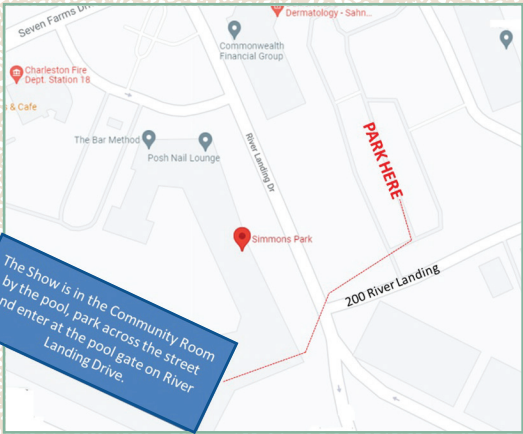 Seven Farms Dr
Dermatology - Sahn...
Commonwealth
Financial Group
Charleston Fire
Dept. Station 18
s & Cafe
The Bar Method
Posh Nail Lounge
River Landing Dr
PARK HERE
Simmons Park
200 River Landing
The Show is in the Community Room
by the pool, park across the street
nd enter at the pool gate on River
Landing Drive.